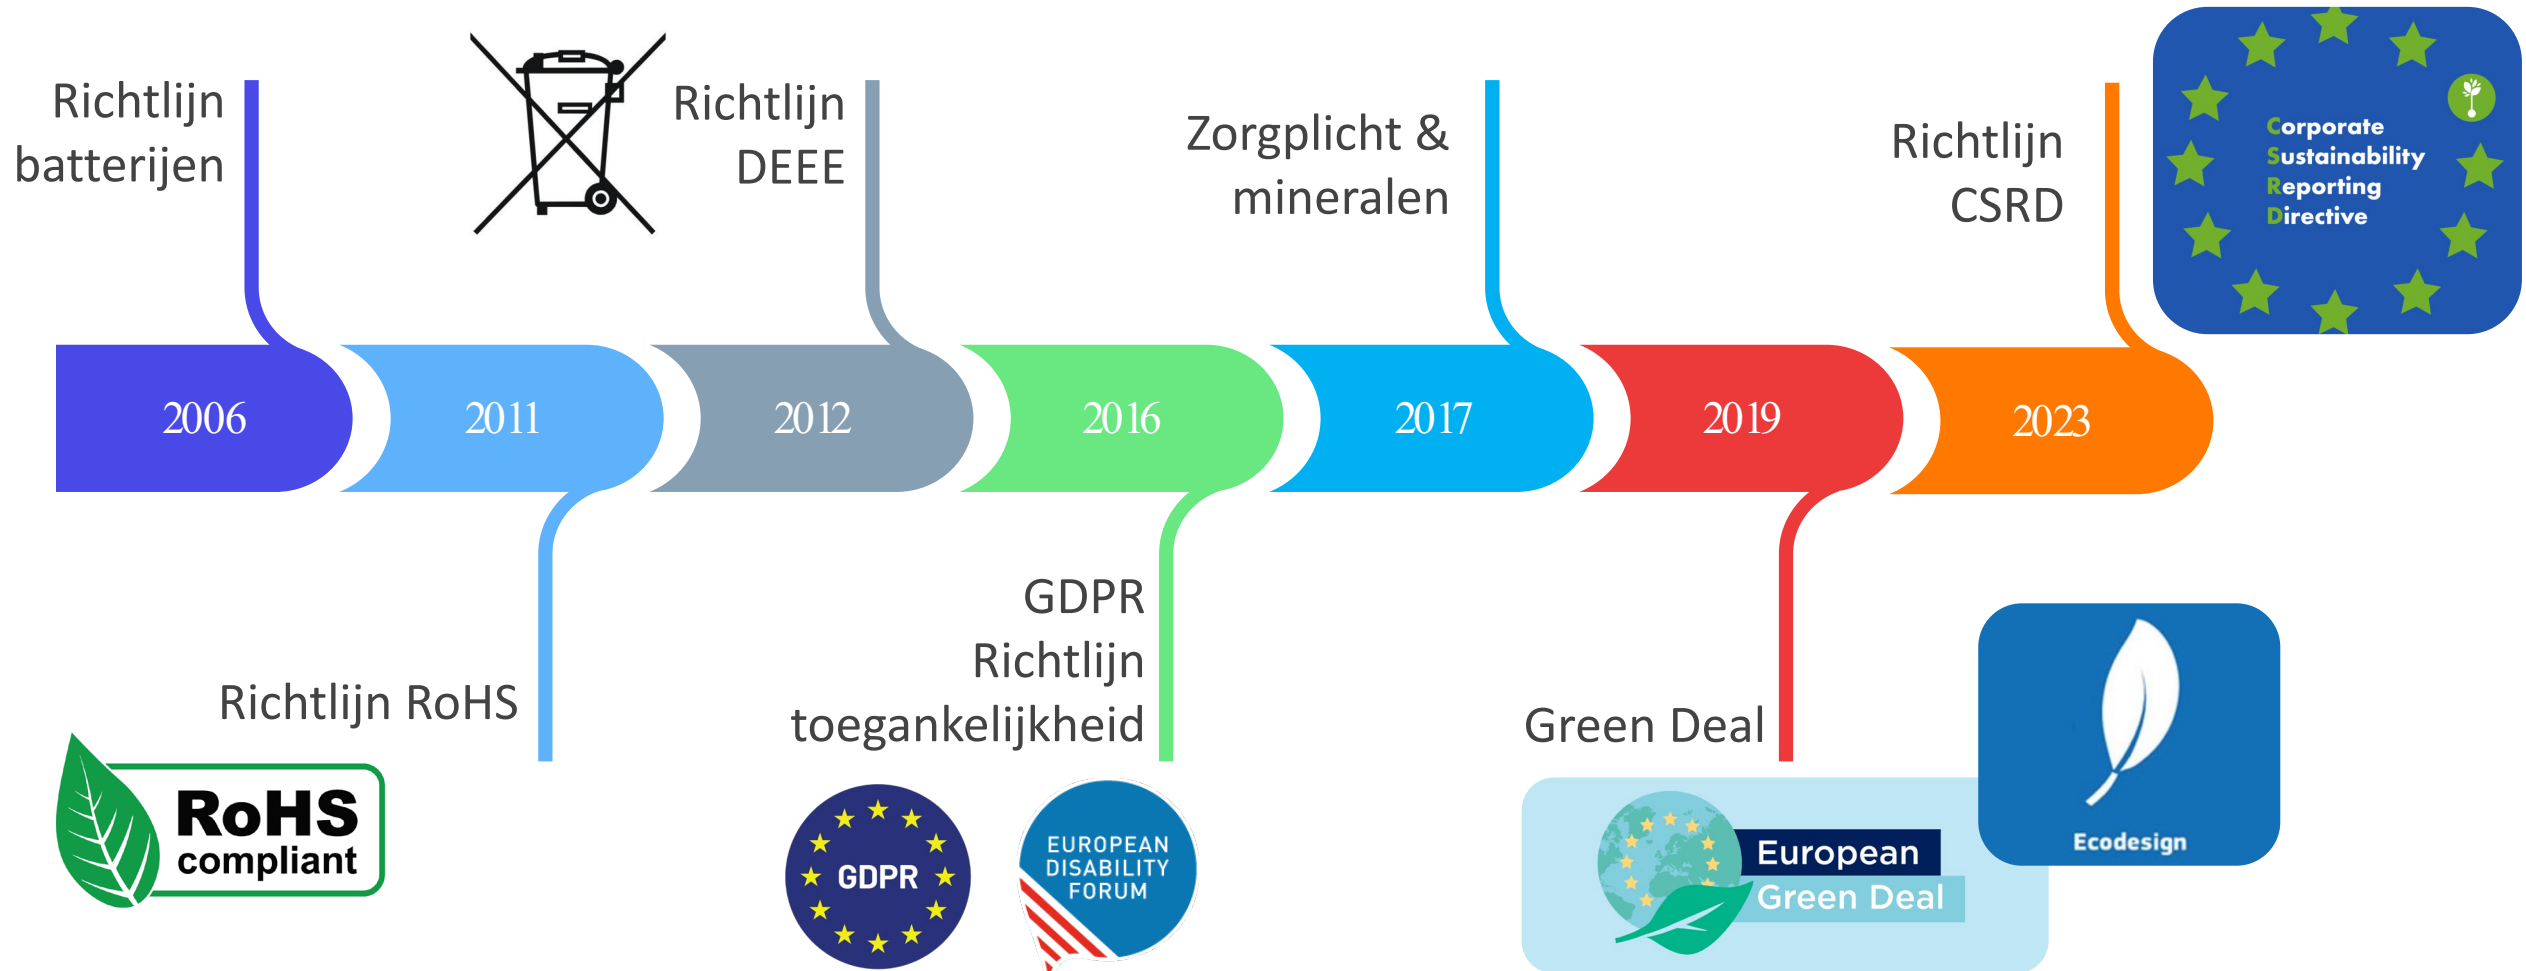 Richtlijn
batterijen
Richtlijn
DEEE
Zorgplicht &
mineralen
Richtlijn
CSRD
Corporate
Sustainability
Reporting
Directive
2006
2011
2012
2016
2017
2019
2023
Richtlijn RoHS
RoHS
compliant
GDPR
Richtlijn
toegankelijkheid
GDPR
EUROPEAN
DISABILITY
FORUM
Green Deal
European
Green Deal
Ecodesign